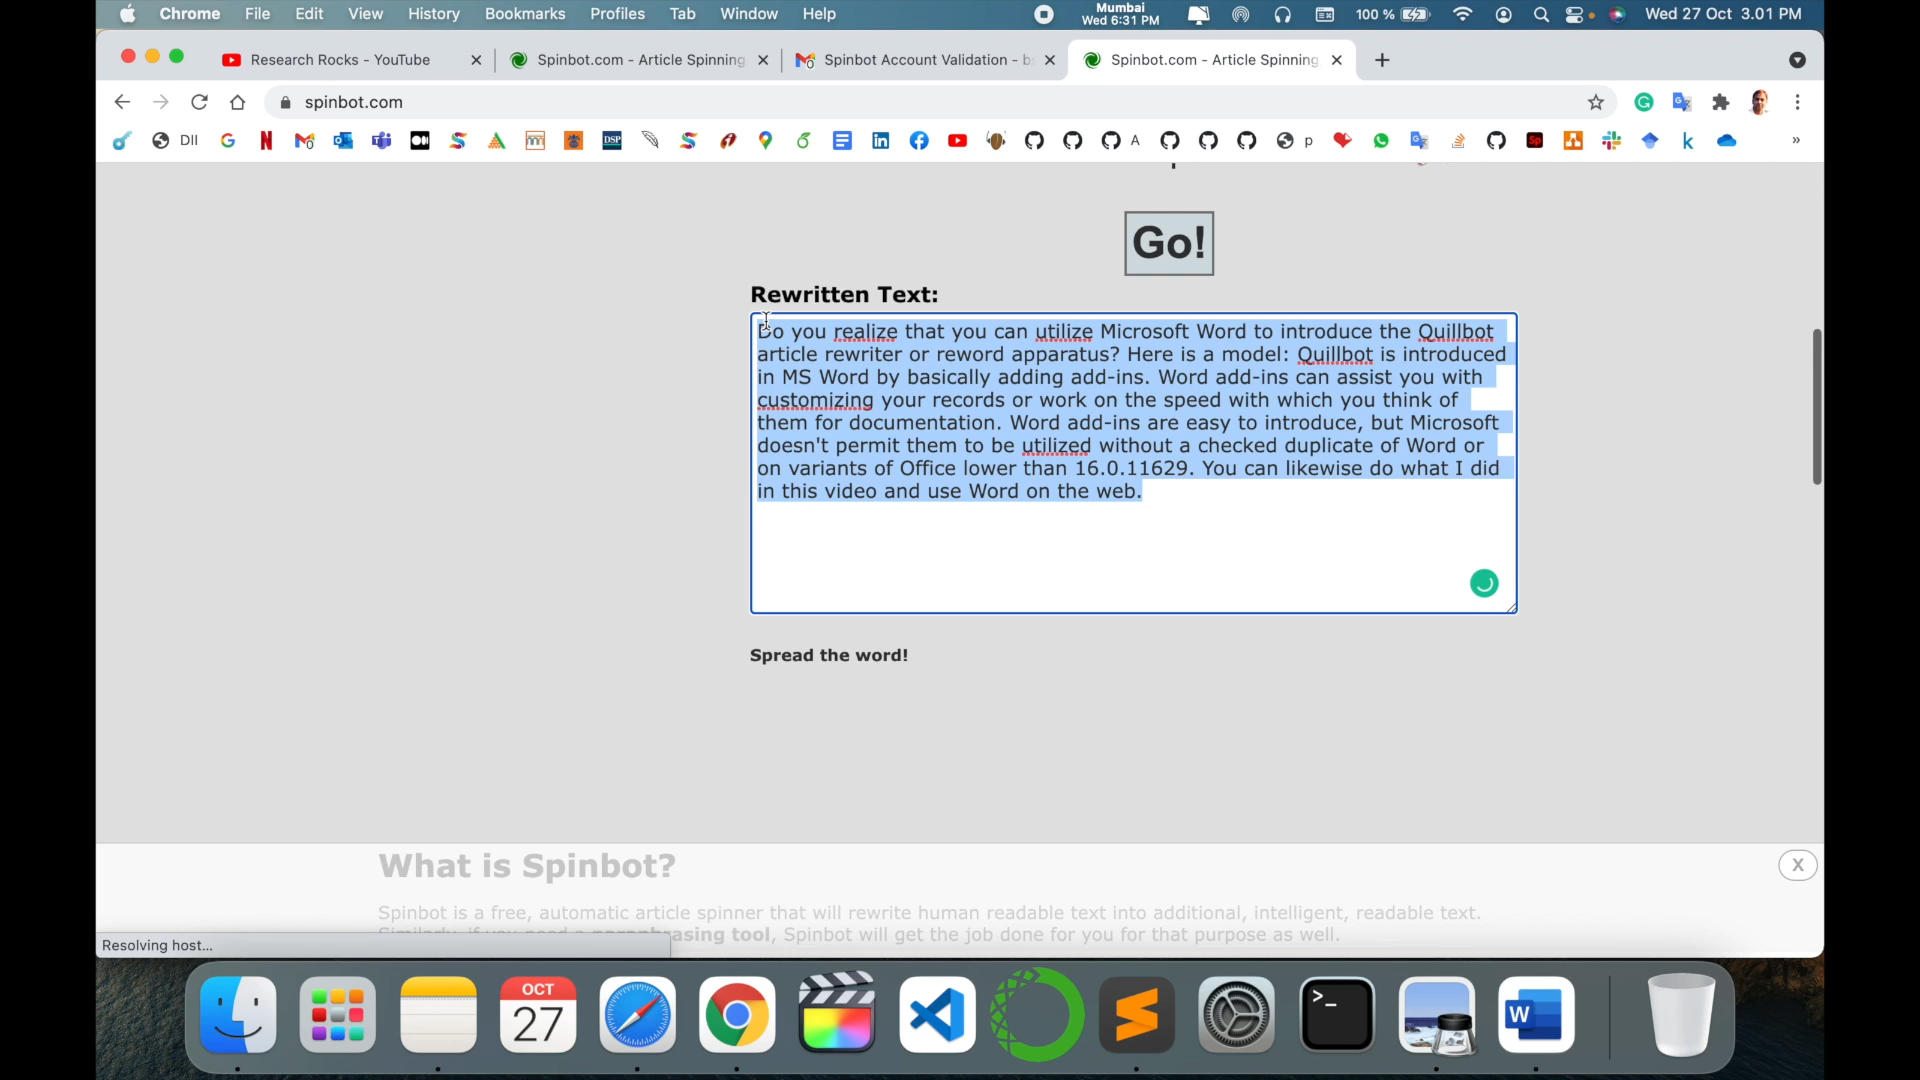 Chrome File Edit View History Bookmarks Profiles Tab Window Help
Mumbai
Wed 6:31 PM
100 %
Wed 27 Oct 3.01 PM
Research Rocks - YouTube
Spinbot.com - Article Spinning
Spinbot Account Validation - b
Spinbot.com - Article Spinning
spinbot.com
DII
DSP
A
p
Sp
k
»
Go!
Rewritten Text:
Do you realize that you can utilize Microsoft Word to introduce the Quillbot
article rewriter or reword apparatus? Here is a model: Quillbot is introduced
in MS Word by basically adding add-ins. Word add-ins can assist you with
customizing your records or work on the speed with which you think of
them for documentation. Word add-ins are easy to introduce, but Microsoft
doesn't permit them to be utilized without a checked duplicate of Word or
on variants of Office lower than 16.0.11629. You can likewise do what I did
in this video and use Word on the web.
Spread the word!
What is Spinbot?
X
Spinbot is a free, automatic article spinner that will rewrite human readable text into additional, intelligent, readable text.
Similarly, if you need a paraphrasing tool, Spinbot will get the job done for you for that purpose as well.
Resolving host...
OCT
27
>_
W